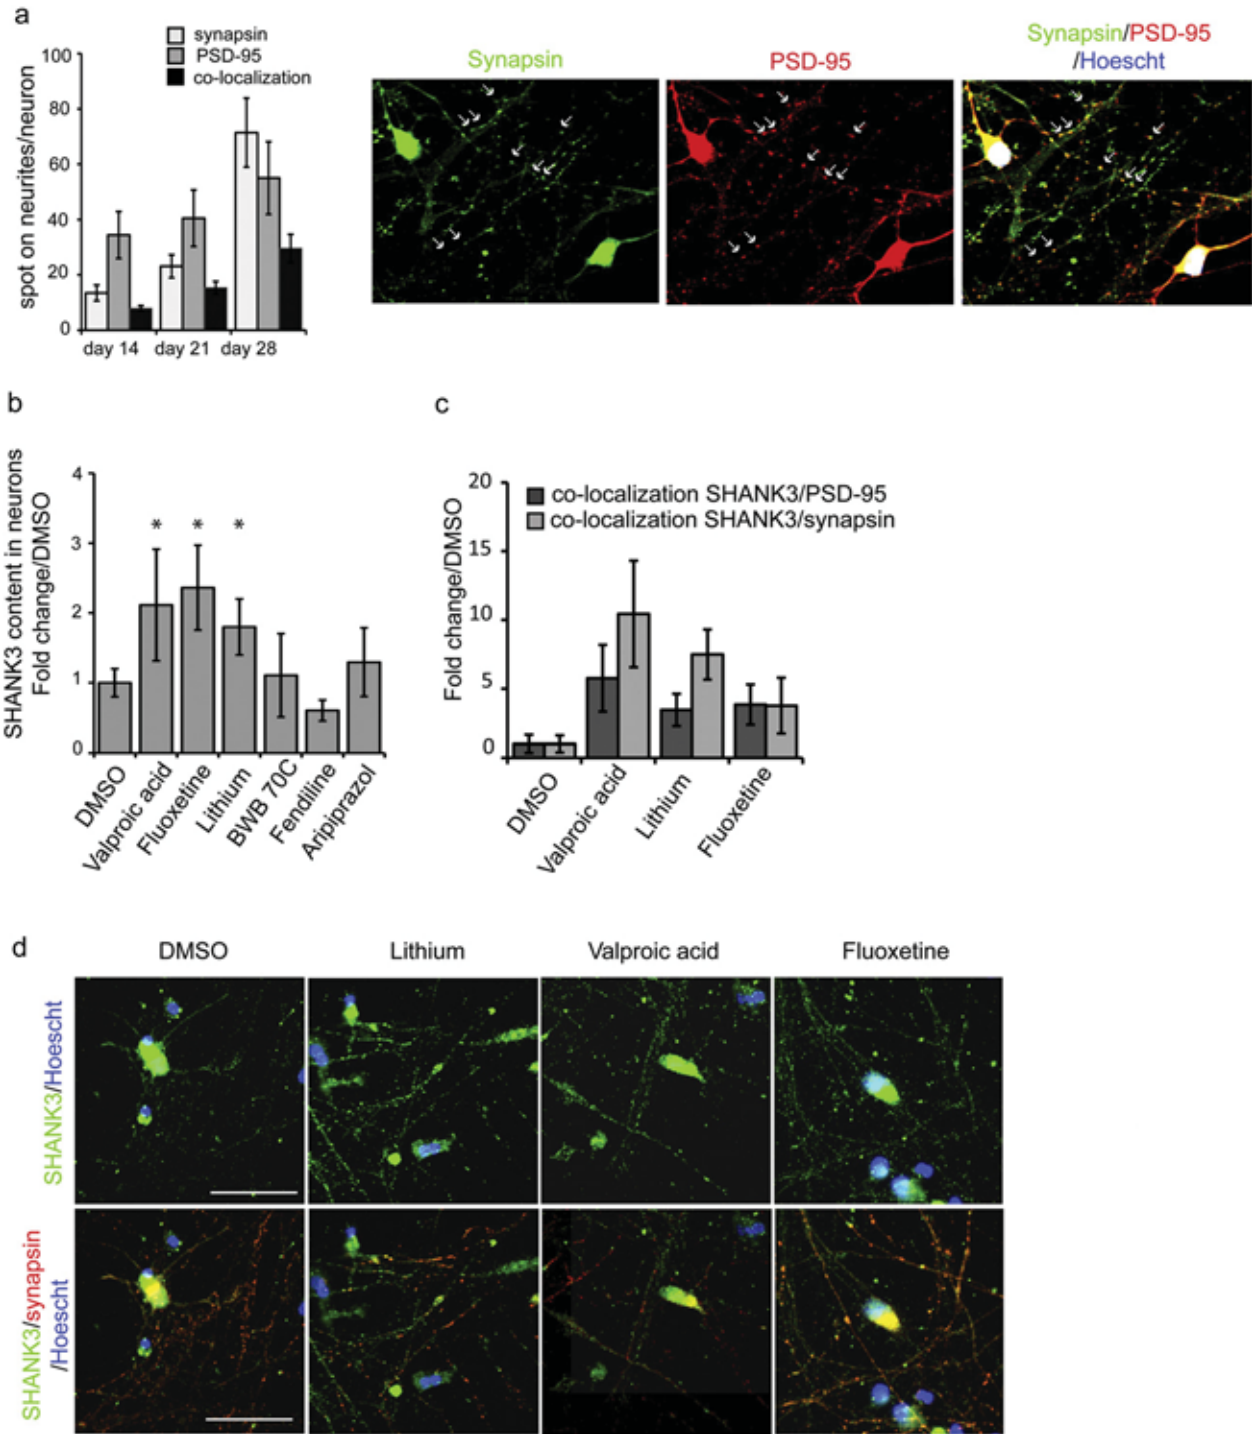 a
synapsin
PSD-95
co-localization
100
80
60
40
20
0
spot on neurites/neuron
day 14 day 21 day 28
Synapsin
PSD-95
Synapsin/PSD-95
/Hoescht
b
SHANK3 content in neurons
Fold change/DMSO
4
3
2
1
0
* * *
DMSO
Valproic acid
Fluoxetine
Lithium
BWB 70C
Fendiline
Aripiprazol
c
co-localization SHANK3/PSD-95
co-localization SHANK3/synapsin
Fold change/DMSO
20
15
10
5
0
DMSO
Valproic acid
Lithium
Fluoxetine
d
DMSO
Lithium
Valproic acid
Fluoxetine
SHANK3/Hoescht
SHANK3/synapsin
/Hoescht